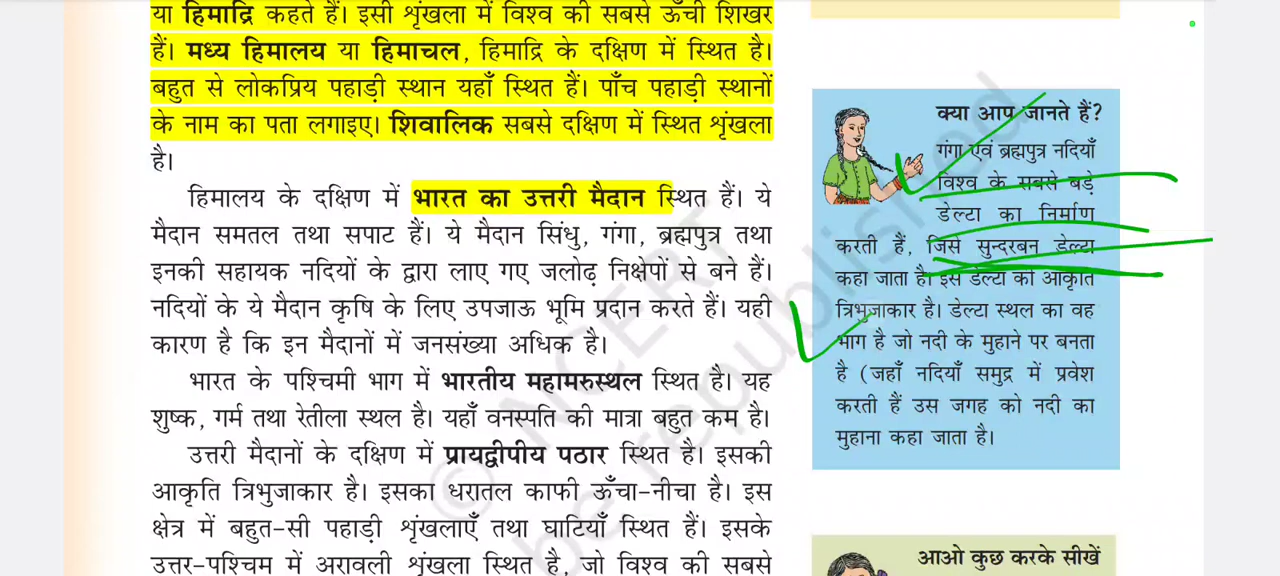 या हिमाद्रि कहते हैं। इसी शृंखला में विश्व की सबसे ऊँची शिखर
हैं। मध्य हिमालय या हिमाचल, हिमाद्रि के दक्षिण में स्थित है।
बहुत से लोकप्रिय पहाड़ी स्थान यहाँ स्थित हैं। पाँच पहाड़ी स्थानों
के नाम का पता लगाइए। शिवालिक सबसे दक्षिण में स्थित शृंखला
है।
हिमालय के दक्षिण में भारत का उत्तरी मैदान स्थित हैं। ये
मैदान समतल तथा सपाट हैं। ये मैदान सिंधु, गंगा, ब्रह्मपुत्र तथा
इनकी सहायक नदियों के द्वारा लाए गए जलोढ़ निक्षेपों से बने हैं।
नदियों के ये मैदान कृषि के लिए उपजाऊ भूमि प्रदान करते हैं। यही
कारण है कि इन मैदानों में जनसंख्या अधिक है।
भारत के पश्चिमी भाग में भारतीय महामरुस्थल स्थित है। यह
शुष्क, गर्म तथा रेतीला स्थल है। यहाँ वनस्पति की मात्रा बहुत कम है।
उत्तरी मैदानों के दक्षिण में प्रायद्वीपीय पठार स्थित है। इसकी
आकृति त्रिभुजाकार है। इसका धरातल काफी ऊँचा-नीचा है। इस
क्षेत्र में बहुत-सी पहाड़ी शृंखलाएँ तथा घाटियाँ स्थित हैं। इसके
उत्तर-पश्चिम में अरावली शृंखला स्थित है, जो विश्व की सबसे
क्या आप जानते हैं?
गंगा एवं ब्रह्मपुत्र नदियाँ
विश्व के सबसे बड़े
डेल्टा का निर्माण
करती हैं, जिसे सुन्दरबन डेल्टा
कहा जाता है। इस डेल्टा की आकृति
त्रिभुजाकार है। डेल्टा स्थल का वह
भाग है जो नदी के मुहाने पर बनता
है (जहाँ नदियाँ समुद्र में प्रवेश
करती हैं उस जगह को नदी का
मुहाना कहा जाता है।
आओ कुछ करके सीखें
© NCERT
be republished